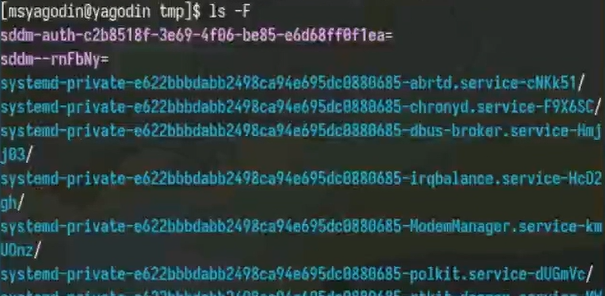 [msyagodin@yagodin tmp]$ ls -F
sddm-auth-c2b8518f-3e69-4f06-be85-e6d68ff0f1ea=
sddm--rnFbNy=
systemd-private-e622bbbdabb2498ca94e695dc0880685-abrtd.service-cNKk51/
systemd-private-e622bbbdabb2498ca94e695dc0880685-chronyd.service-F9X6SC/
systemd-private-e622bbbdabb2498ca94e695dc0880685-dbus-broker.service-Hmj
j03/
systemd-private-e622bbbdabb2498ca94e695dc0880685-irqbalance.service-HcD2
gh/
systemd-private-e622bbbdabb2498ca94e695dc0880685-ModemManager.service-km
UOnz/
systemd-private-e622bbbdabb2498ca94e695dc0880685-polkit.service-dUGmVc/